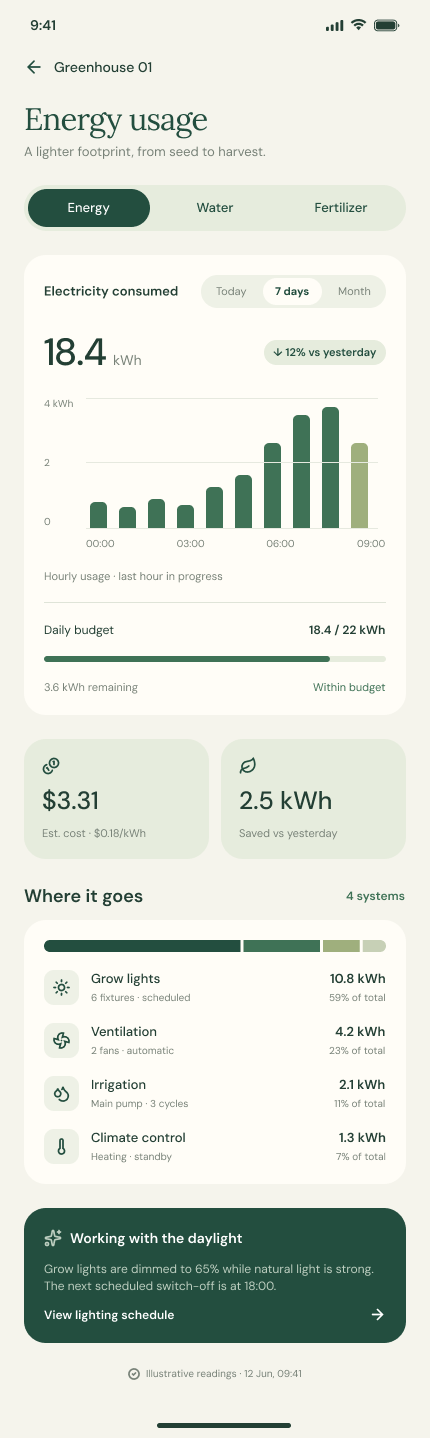 9:41
Greenhouse 01
Energy usage
A lighter footprint, from seed to harvest.
Energy Water Fertilizer
Electricity consumed Today 7 days Month
18.4 kWh ↓ 12% vs yesterday
4 kWh
2
0
00:00 03:00 06:00 09:00
Hourly usage · last hour in progress
Daily budget 18.4 / 22 kWh
3.6 kWh remaining Within budget
$3.31 2.5 kWh
Est. cost · $0.18/kWh Saved vs yesterday
Where it goes 4 systems
Grow lights 10.8 kWh
6 fixtures · scheduled 59% of total
Ventilation 4.2 kWh
2 fans · automatic 23% of total
Irrigation 2.1 kWh
Main pump · 3 cycles 11% of total
Climate control 1.3 kWh
Heating · standby 7% of total
Working with the daylight
Grow lights are dimmed to 65% while natural light is strong.
The next scheduled switch-off is at 18:00.
View lighting schedule
Illustrative readings · 12 Jun, 09:41